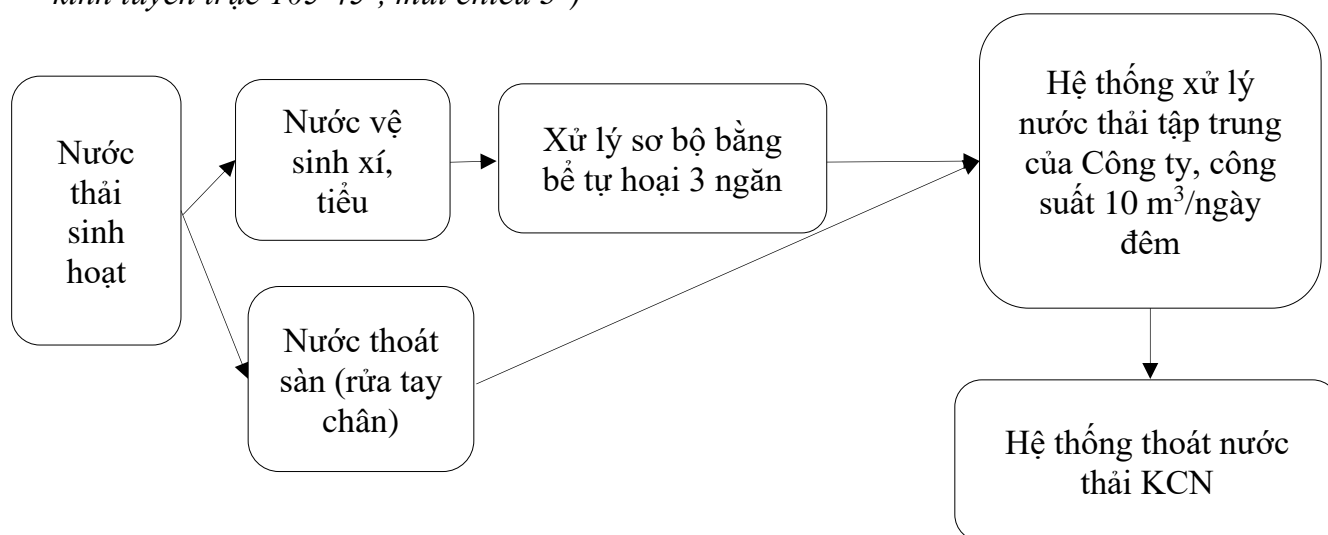 Nước
thải
sinh
hoạt
Nước vệ
sinh xí,
tiểu
Xử lý sơ bộ bằng
bể tự hoại 3 ngăn
Nước thoát
sàn (rửa tay
chân)
Hệ thống xử lý
nước thải tập trung
của Công ty, công
suất 10 m³/ngày
đêm
Hệ thống thoát nước
thải KCN